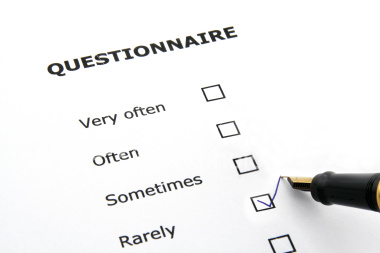 QUESTIONNAIRE
Very often
Often
Sometimes
Rarely